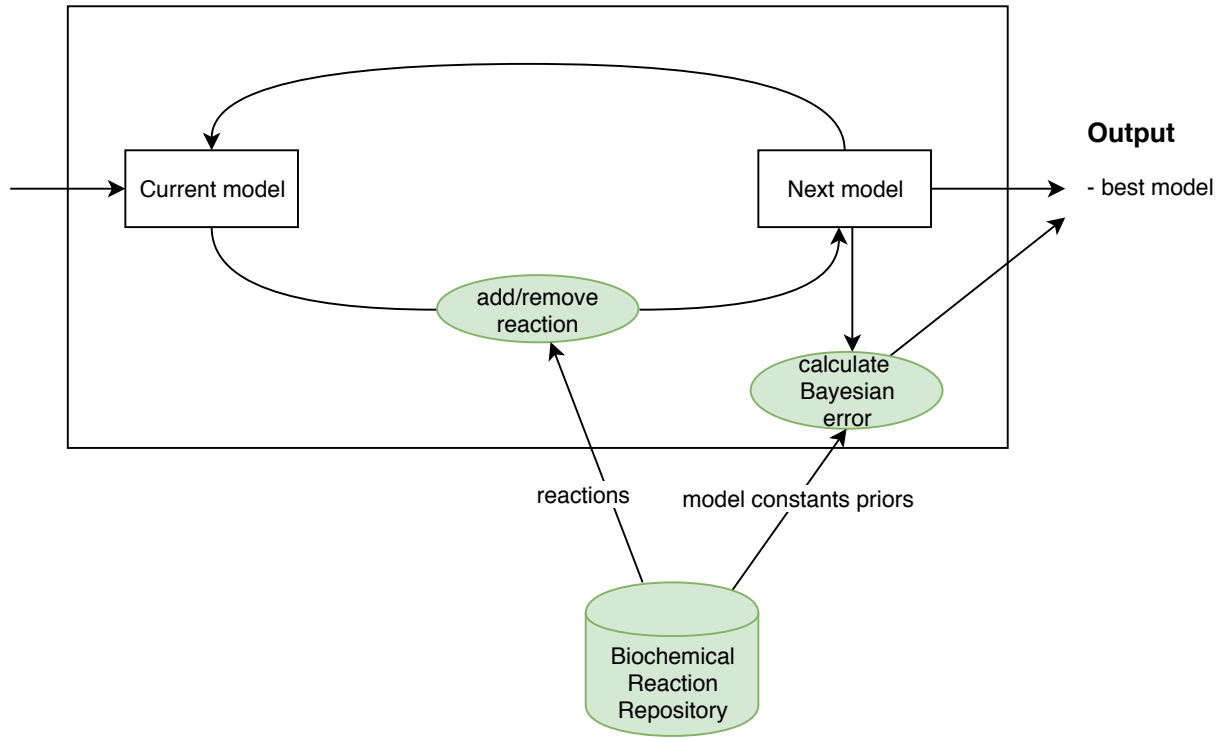 Output
Current model
Next model
- best model
add/remove
reaction
calculate
Bayesian
error
reactions
model constants priors
Biochemical
Reaction
Repository